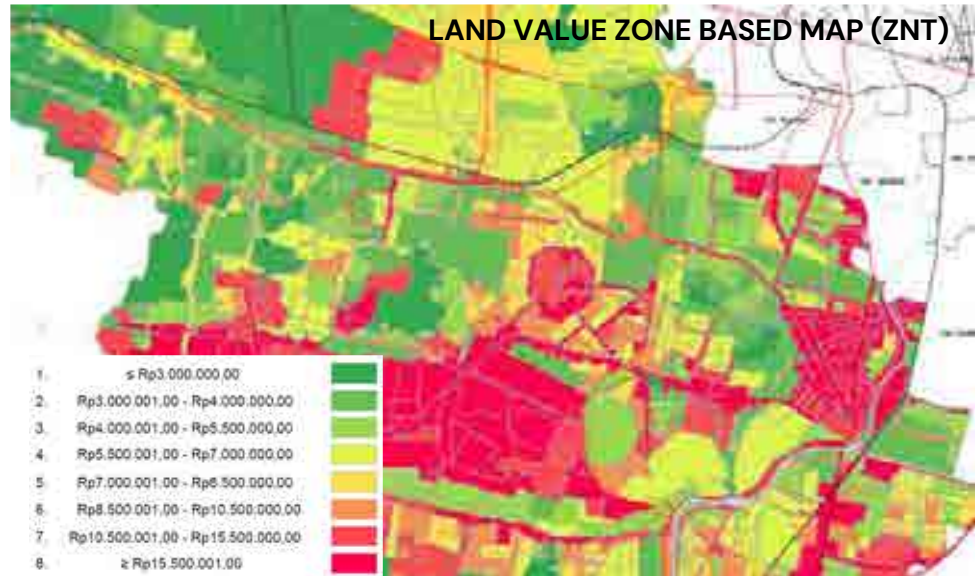 LAND VALUE ZONE BASED MAP (ZNT)
1. ≤ Rp3.000.000,00
2. Rp3.000.001,00 - Rp4.000.000,00
3. Rp4.000.001,00 - Rp5.500.000,00
4. Rp5.500.001,00 - Rp7.000.000,00
5. Rp7.000.001,00 - Rp8.500.000,00
6. Rp8.500.001,00 - Rp10.500.000,00
7. Rp10.500.001,00 - Rp15.500.000,00
8. ≥ Rp15.500.001,00